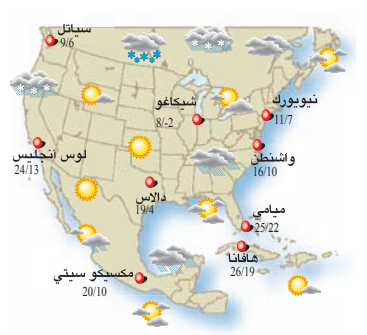 سياتل
9/6
شيكاغو
8/-2
نيويورك
11/7
لوس أنجليس
24/13
واشنطن
16/10
دالاس
19/4
ميامي
25/22
هافانا
26/19
مكسيكو سيتي
20/10